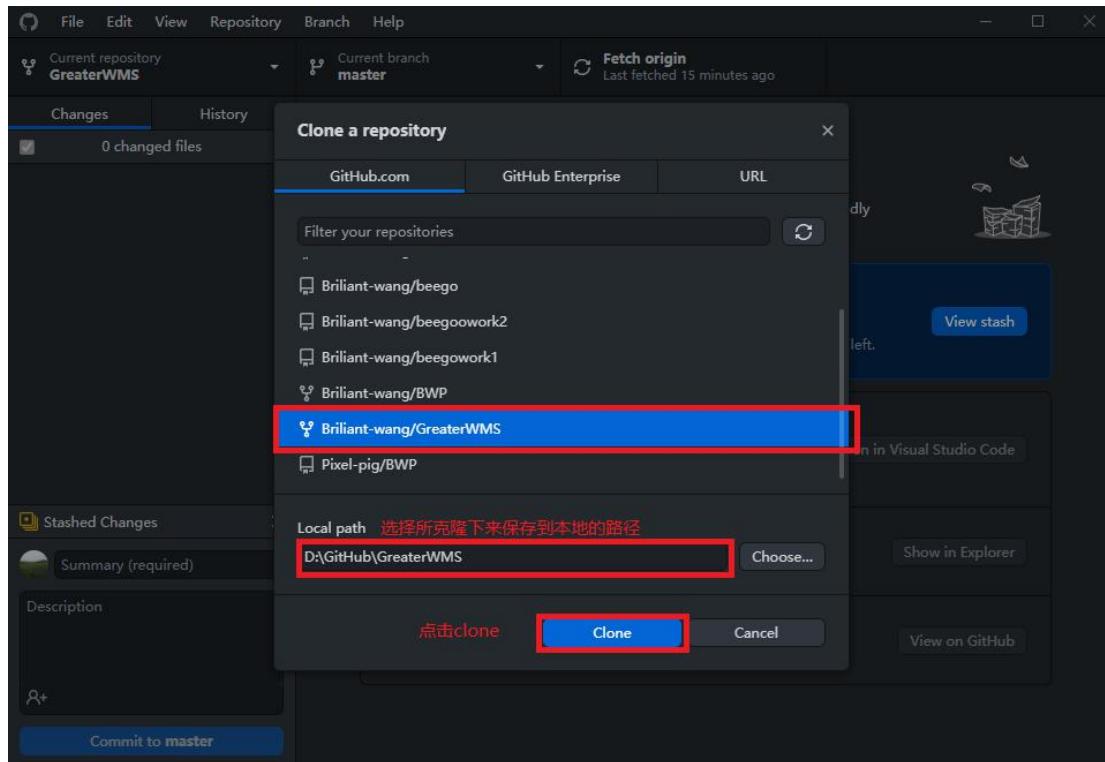 File Edit View Repository Branch Help
Current repository
GreaterWMS
Current branch
master
Fetch origin
Last fetched 15 minutes ago
Changes History
0 changed files
Clone a repository
GitHub.com GitHub Enterprise URL
Filter your repositories
dly
Briliant-wang/beego
Briliant-wang/beegoowork2
View stash
left.
Briliant-wang/beegowork1
Briliant-wang/BWP
Briliant-wang/GreaterWMS
n in Visual Studio Code
Pixel-pig/BWP
Stashed Changes
Local path 选择所克隆下来保存到本地的路径
D:\GitHub\GreaterWMS Choose...
Show in Explorer
Summary (required)
Description
点击clone Clone Cancel
View on GitHub
Commit to master